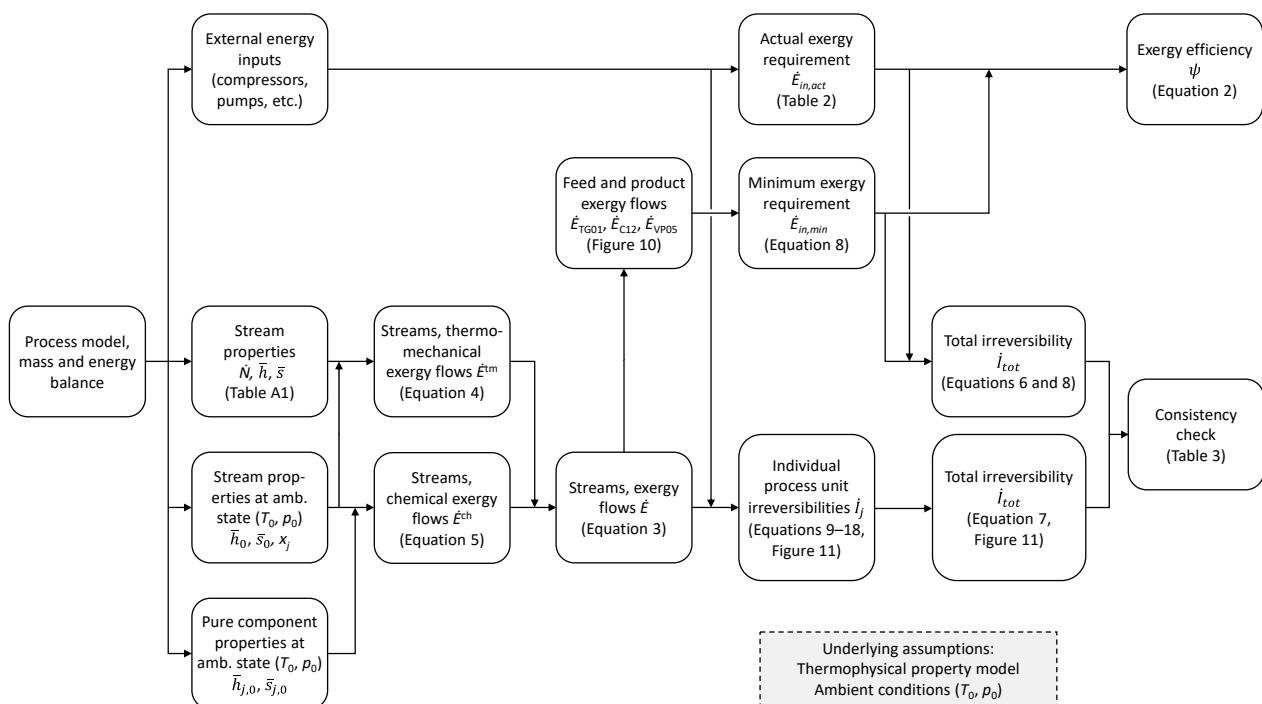 External energy
inputs
(compressors,
pumps, etc.)
Actual exergy
requirement
Ė_in,act
(Table 2)
Exergy efficiency
ψ
(Equation 2)
Feed and product
exergy flows
Ė_TG01, Ė_C12, Ė_VP05
(Figure 10)
Minimum exergy
requirement
Ė_in,min
(Equation 8)
Process model,
mass and energy
balance
Stream
properties
Ṅ, h̅, s̅
(Table A1)
Streams, thermo-
mechanical
exergy flows Ė^tm
(Equation 4)
Total irreversibility
İ_tot
(Equations 6 and 8)
Consistency
check
(Table 3)
Stream prop-
erties at amb.
state (T_0, p_0)
h̅_0, s̅_0, x_j
Streams,
chemical exergy
flows Ė^ch
(Equation 5)
Streams, exergy
flows Ė
(Equation 3)
Individual
process unit
irreversibilities İ_j
(Equations 9–18,
Figure 11)
Total irreversibility
İ_tot
(Equation 7,
Figure 11)
Pure component
properties at
amb. state (T_0, p_0)
h̅_j,0, s̅_j,0
Underlying assumptions:
Thermophysical property model
Ambient conditions (T_0, p_0)